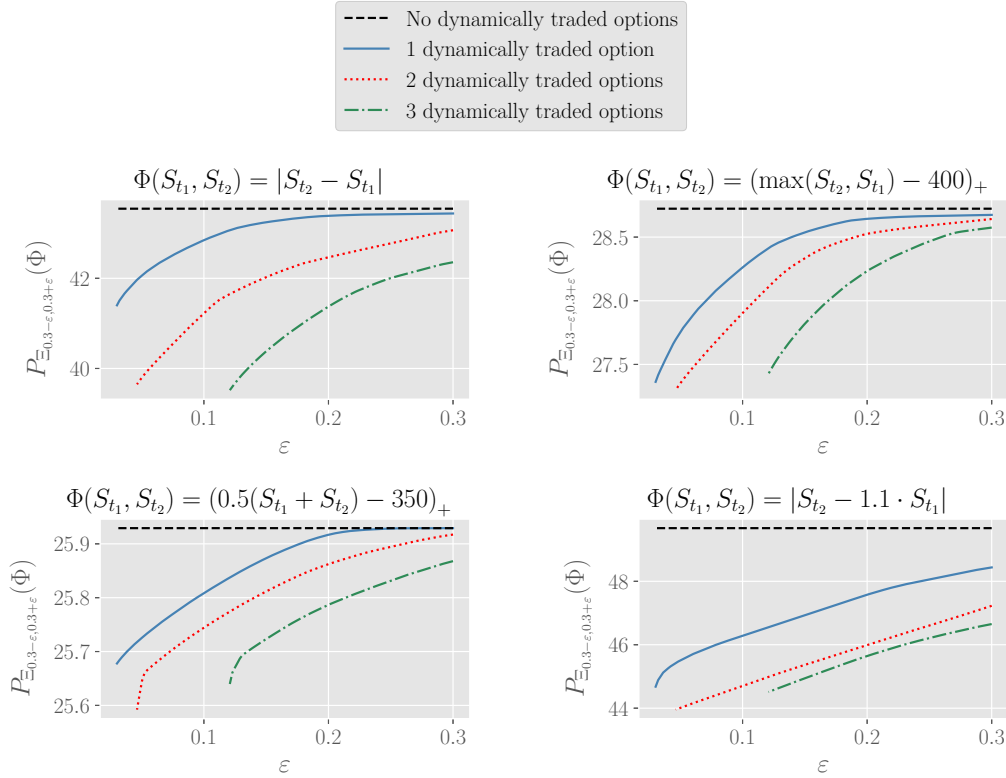 No dynamically traded options
1 dynamically traded option
2 dynamically traded options
3 dynamically traded options
Φ(S_{t_1}, S_{t_2}) = |S_{t_2} − S_{t_1}|
P_{Ξ_{0.3−ε,0.3+ε}}(Φ)
42
40
0.1
0.2
0.3
ε
Φ(S_{t_1}, S_{t_2}) = (max(S_{t_2}, S_{t_1}) − 400)_+
P_{Ξ_{0.3−ε,0.3+ε}}(Φ)
28.5
28.0
27.5
0.1
0.2
0.3
ε
Φ(S_{t_1}, S_{t_2}) = (0.5(S_{t_1} + S_{t_2}) − 350)_+
P_{Ξ_{0.3−ε,0.3+ε}}(Φ)
25.9
25.8
25.7
25.6
0.1
0.2
0.3
ε
Φ(S_{t_1}, S_{t_2}) = |S_{t_2} − 1.1 · S_{t_1}|
P_{Ξ_{0.3−ε,0.3+ε}}(Φ)
48
46
44
0.1
0.2
0.3
ε